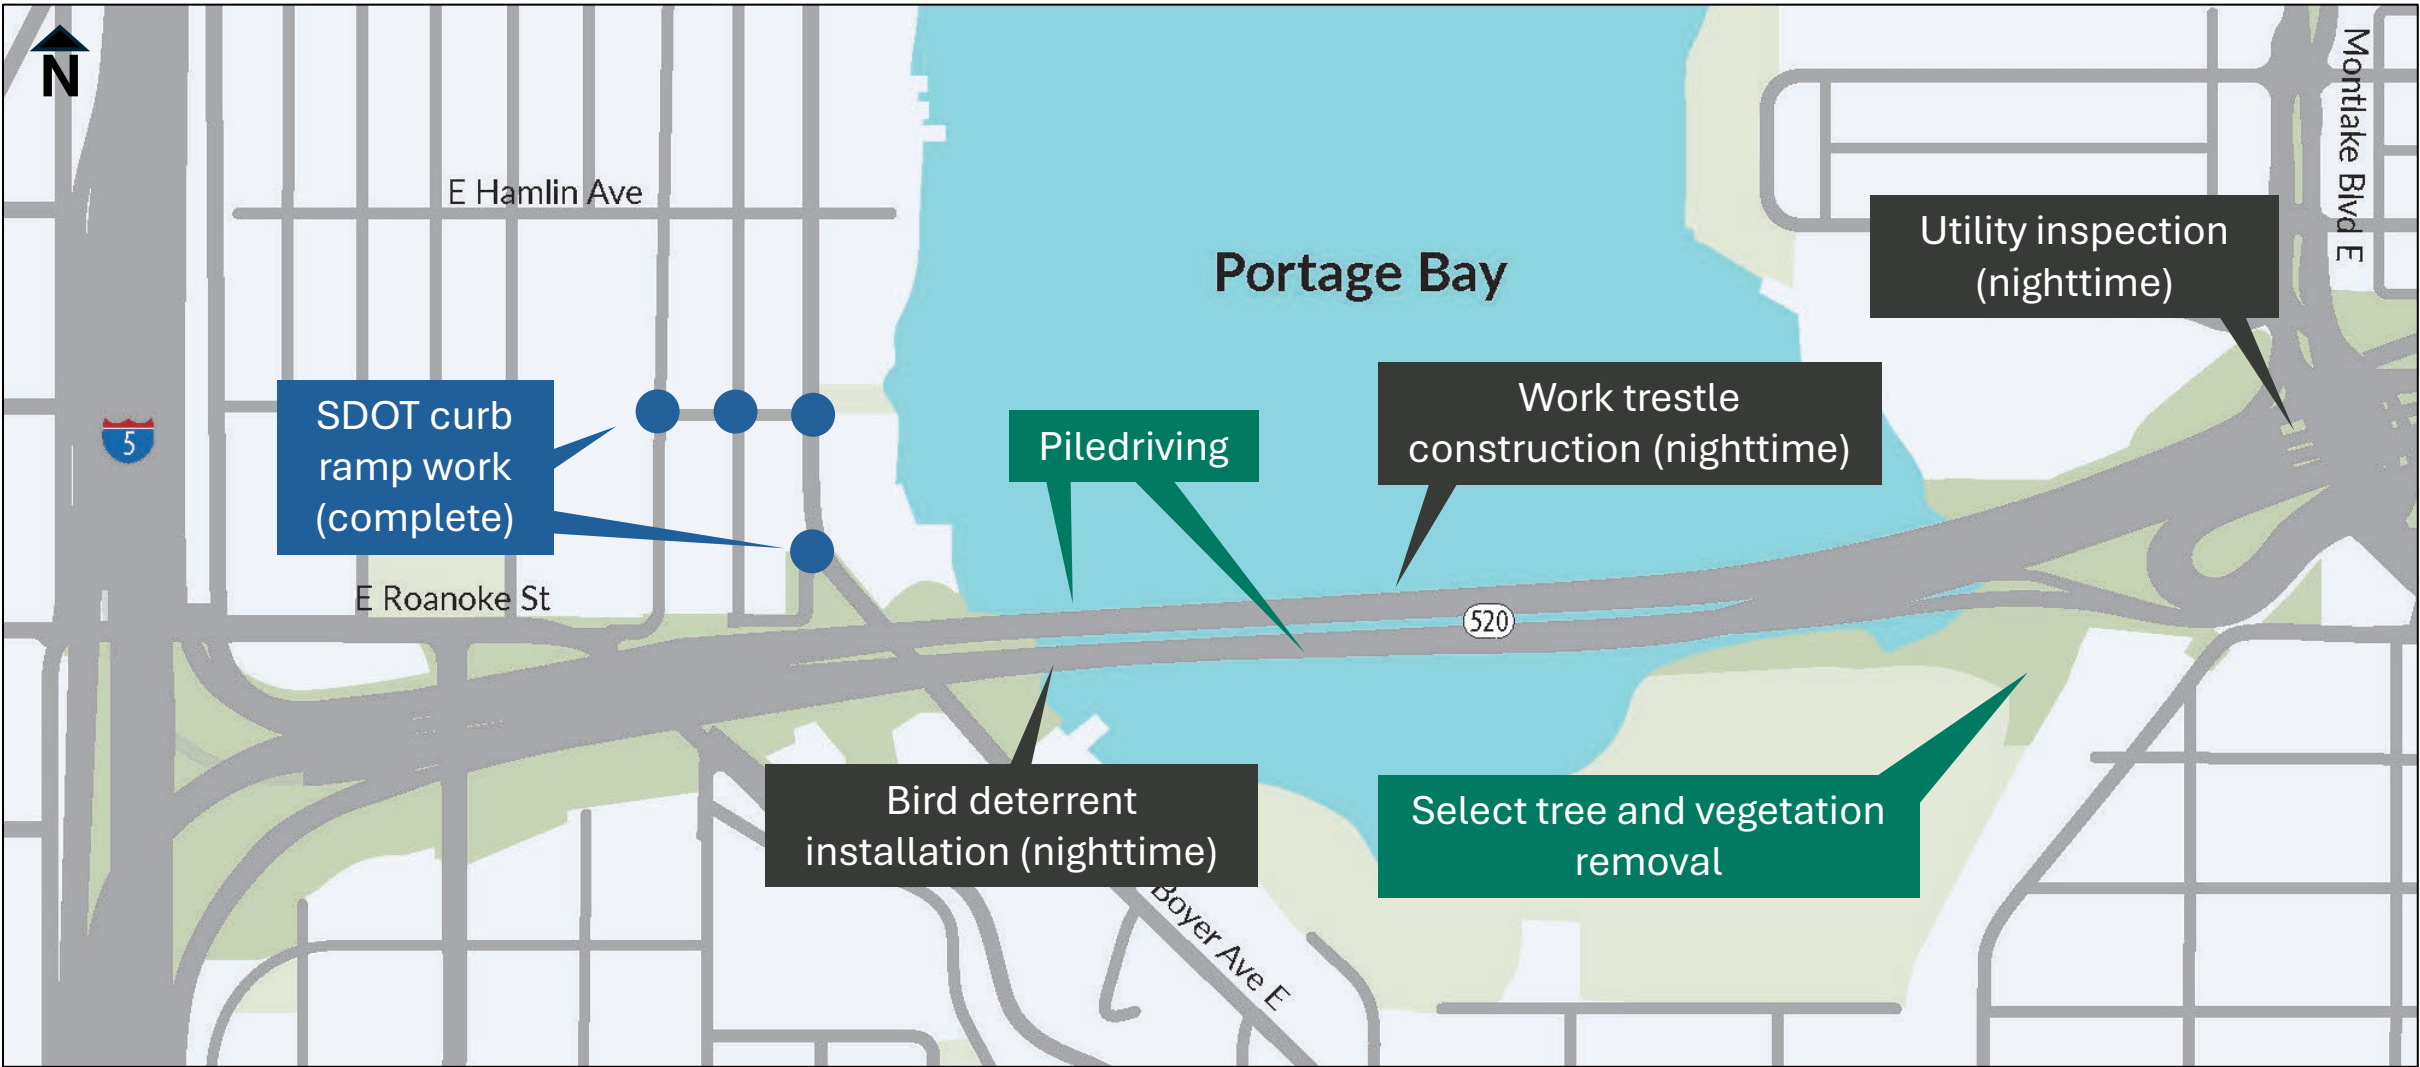 N
Montlake Blvd E
E Hamlin Ave
Utility inspection
(nighttime)
Portage Bay
SDOT curb
ramp work
(complete)
5
Piledriving
Work trestle
construction (nighttime)
E Roanoke St
520
Bird deterrent
installation (nighttime)
Select tree and vegetation
removal
Boyer Ave E